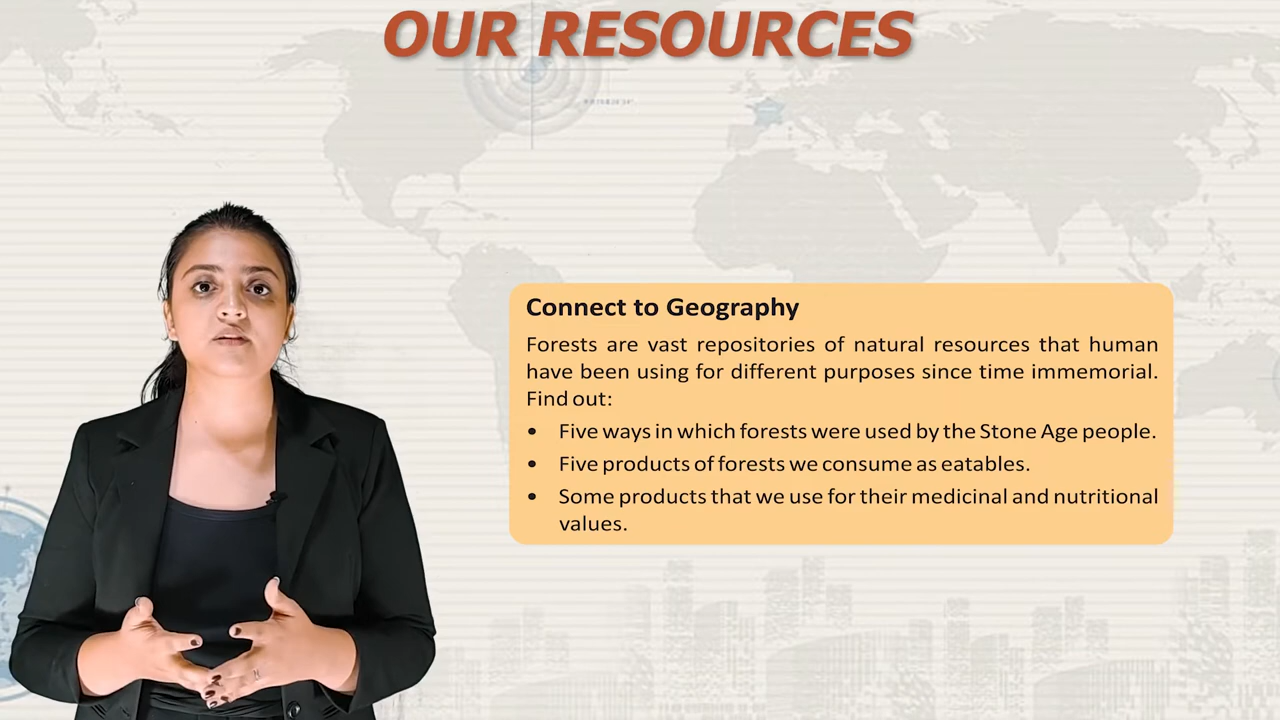 OUR RESOURCES
Connect to Geography
Forests are vast repositories of natural resources that human
have been using for different purposes since time immemorial.
Find out:
• Five ways in which forests were used by the Stone Age people.
• Five products of forests we consume as eatables.
• Some products that we use for their medicinal and nutritional
values.